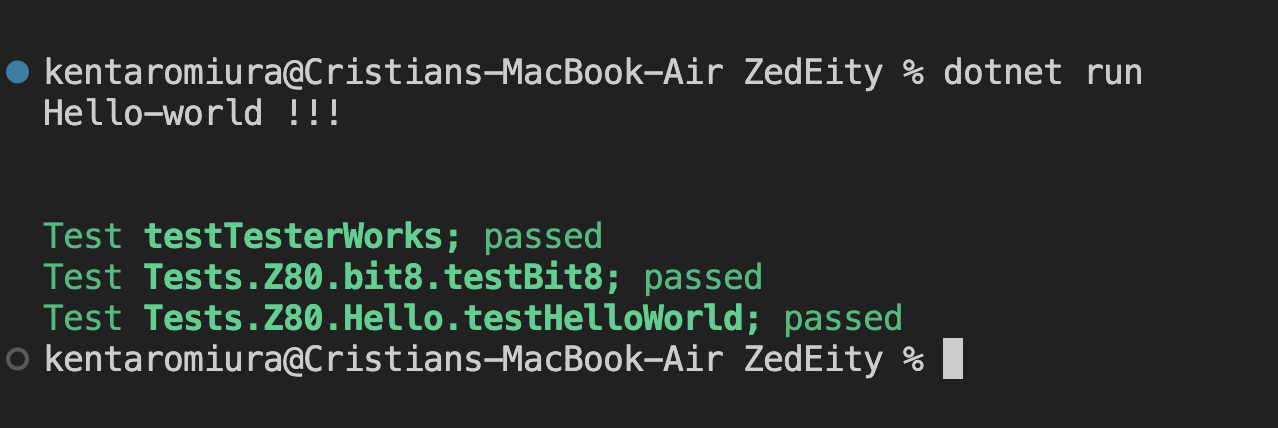 kentaromiura@Cristians-MacBook-Air ZedEity % dotnet run
Hello-world !!!
Test testTesterWorks; passed
Test Tests.Z80.bit8.testBit8; passed
Test Tests.Z80.Hello.testHelloWorld; passed
kentaromiura@Cristians-MacBook-Air ZedEity %